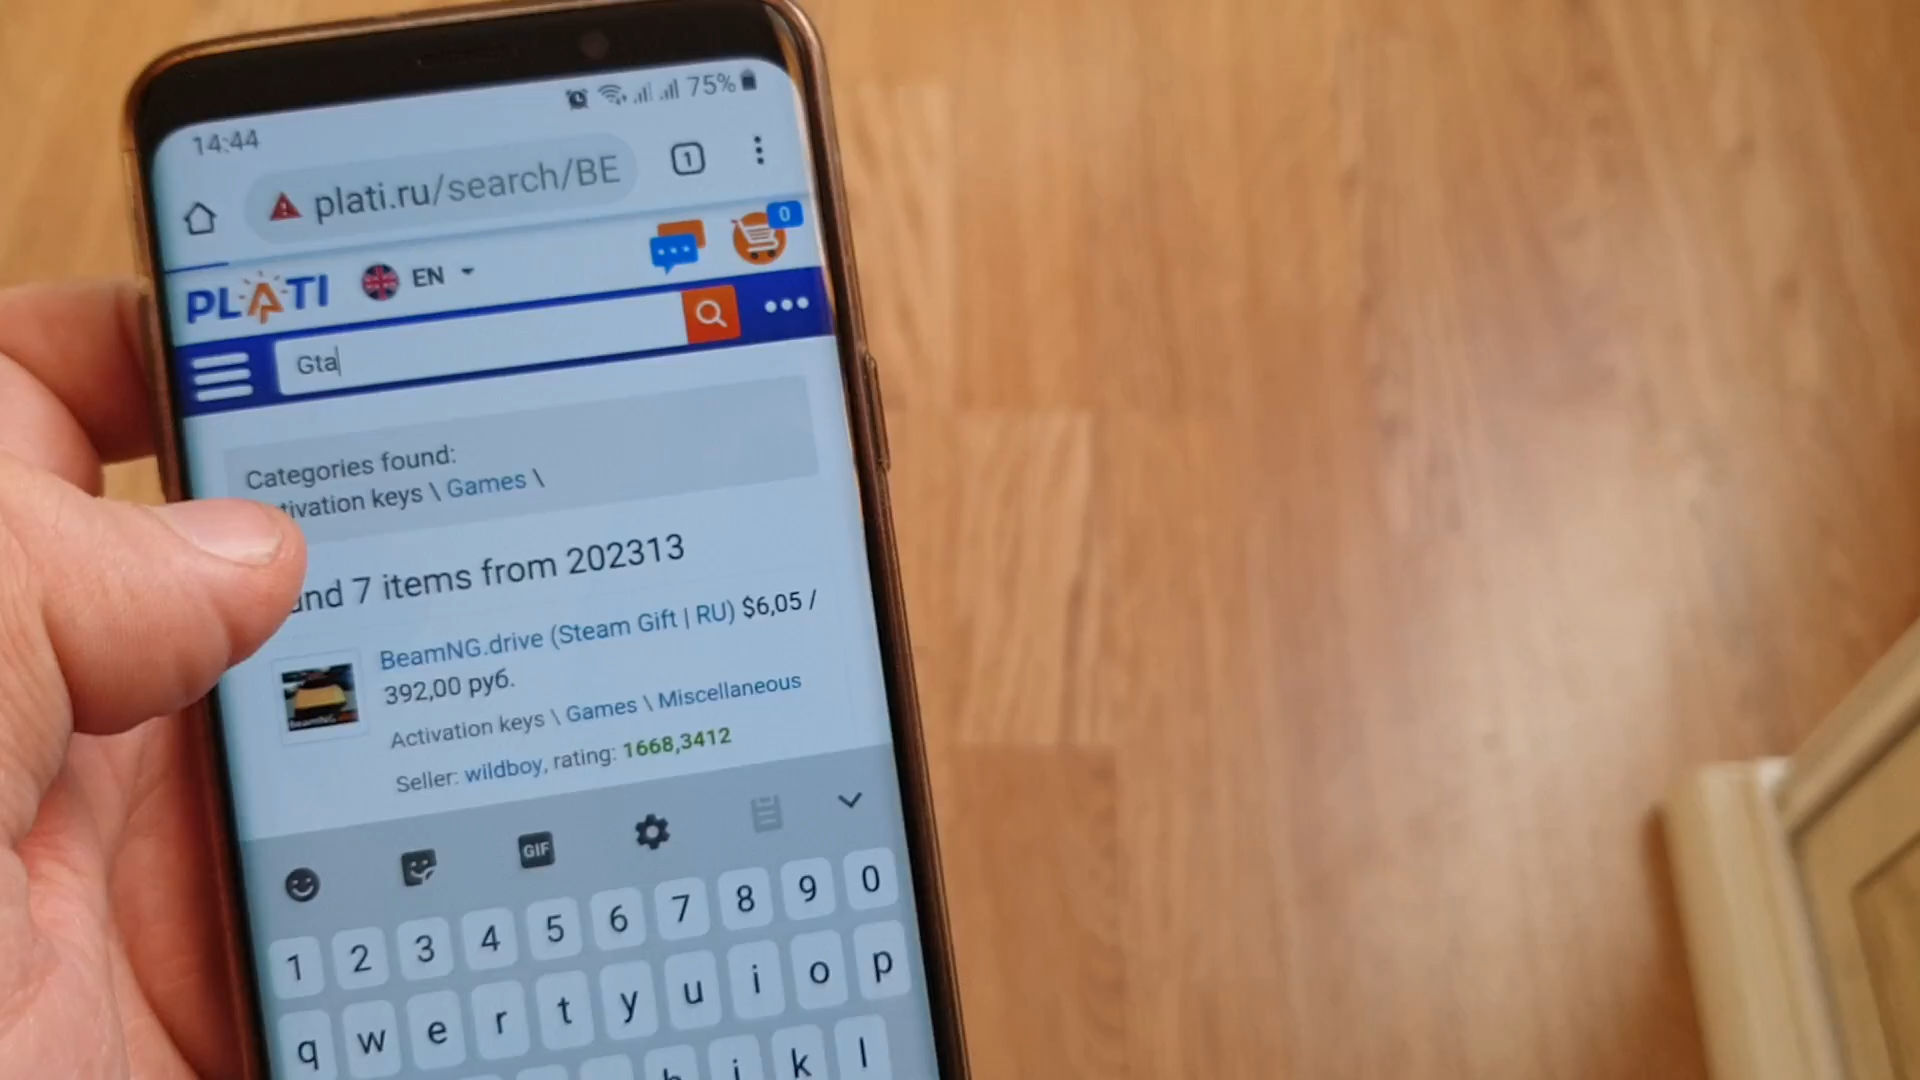 14:44
75%
plati.ru/search/BE
1
0
PLATI
EN
Gta
Categories found:
tivation keys \ Games \
nd 7 items from 202313
BeamNG.drive (Steam Gift | RU) $6,05 /
392,00 руб.
Activation keys \ Games \ Miscellaneous
Seller: wildboy, rating: 1668,3412
BeamNG
GIF
1 2 3 4 5 6 7 8 9 0
q w e r t y u i o p
h j k l